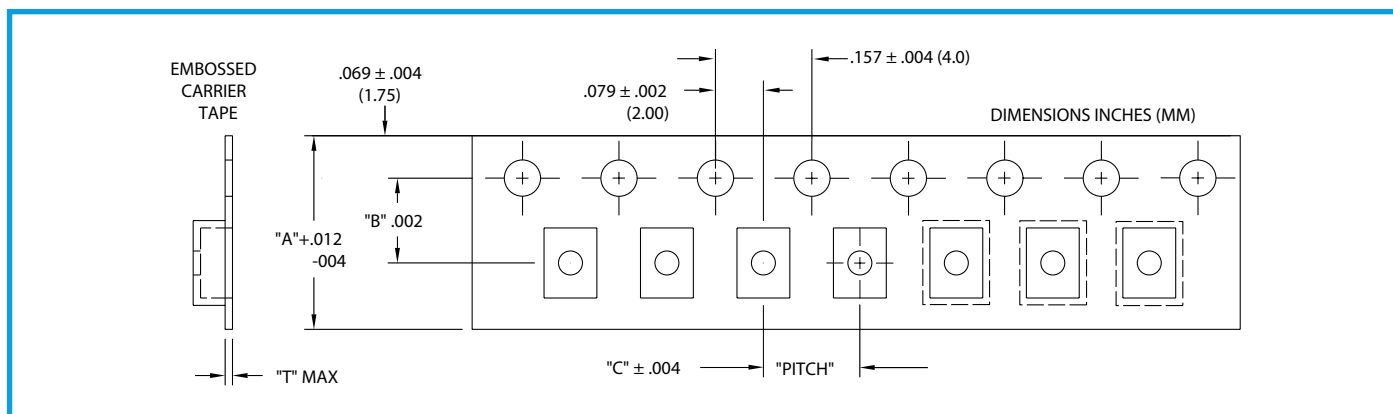 EMBOSSED
CARRIER
TAPE
.069 ± .004
(1.75)
.079 ± .002
(2.00)
.157 ± .004 (4.0)
DIMENSIONS INCHES (MM)
"B" .002
"A"+.012
-004
"T" MAX
"C" ± .004
"PITCH"